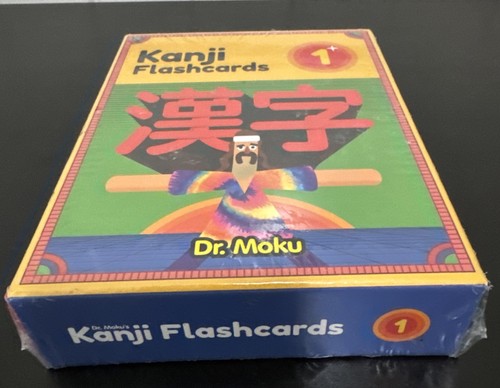 Kanji
Flashcards
1+
漢字
Dr. Moku
Dr. Moku's
Kanji Flashcards
1